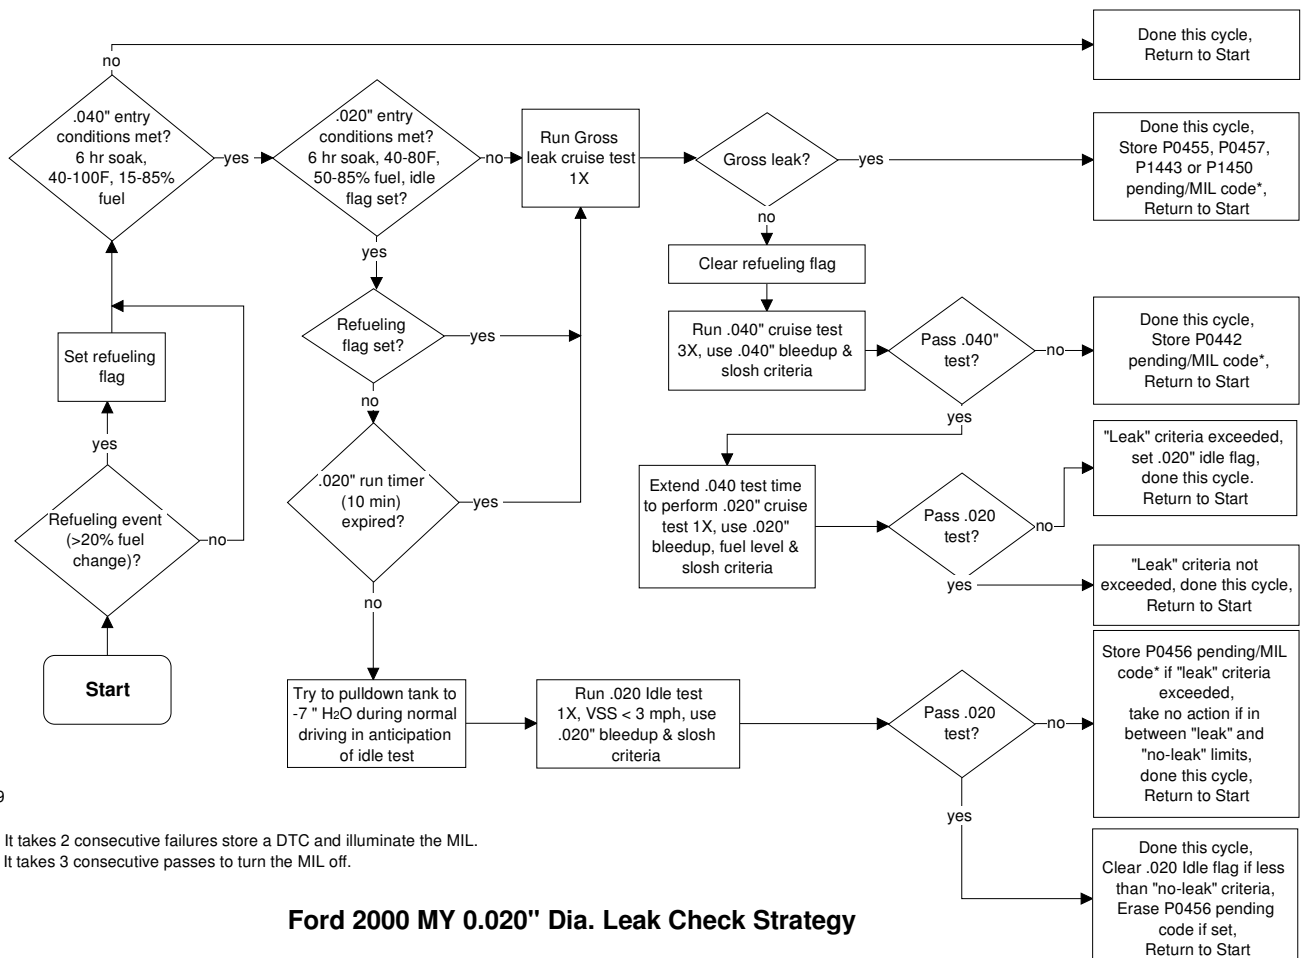 Done this cycle,
Return to Start
no
.040" entry
conditions met?
6 hr soak,
40-100F, 15-85%
fuel
yes
.020" entry
conditions met?
6 hr soak, 40-80F,
50-85% fuel, idle
flag set?
no
Run Gross
leak cruise test
1X
Gross leak?
yes
Done this cycle,
Store P0455, P0457,
P1443 or P1450
pending/MIL code*,
Return to Start
no
yes
Clear refueling flag
Set refueling
flag
Refueling
flag set?
yes
Run .040" cruise test
3X, use .040" bleedup &
slosh criteria
Pass .040"
test?
no
Done this cycle,
Store P0442
pending/MIL code*,
Return to Start
no
yes
yes
Refueling event
(>20% fuel
change)?
no
.020" run timer
(10 min)
expired?
yes
Extend .040 test time
to perform .020" cruise
test 1X, use .020"
bleedup, fuel level &
slosh criteria
Pass .020
test?
no
"Leak" criteria exceeded,
set .020" idle flag,
done this cycle.
Return to Start
yes
"Leak" criteria not
exceeded, done this cycle,
Return to Start
no
Start
Try to pulldown tank to
-7 " H2O during normal
driving in anticipation
of idle test
Run .020 Idle test
1X, VSS < 3 mph, use
.020" bleedup & slosh
criteria
Pass .020
test?
no
Store P0456 pending/MIL
code* if "leak" criteria
exceeded,
take no action if in
between "leak" and
"no-leak" limits,
done this cycle,
Return to Start
yes
Done this cycle,
Clear .020 Idle flag if less
than "no-leak" criteria,
Erase P0456 pending
code if set,
Return to Start
9
It takes 2 consecutive failures store a DTC and illuminate the MIL.
It takes 3 consecutive passes to turn the MIL off.
Ford 2000 MY 0.020" Dia. Leak Check Strategy